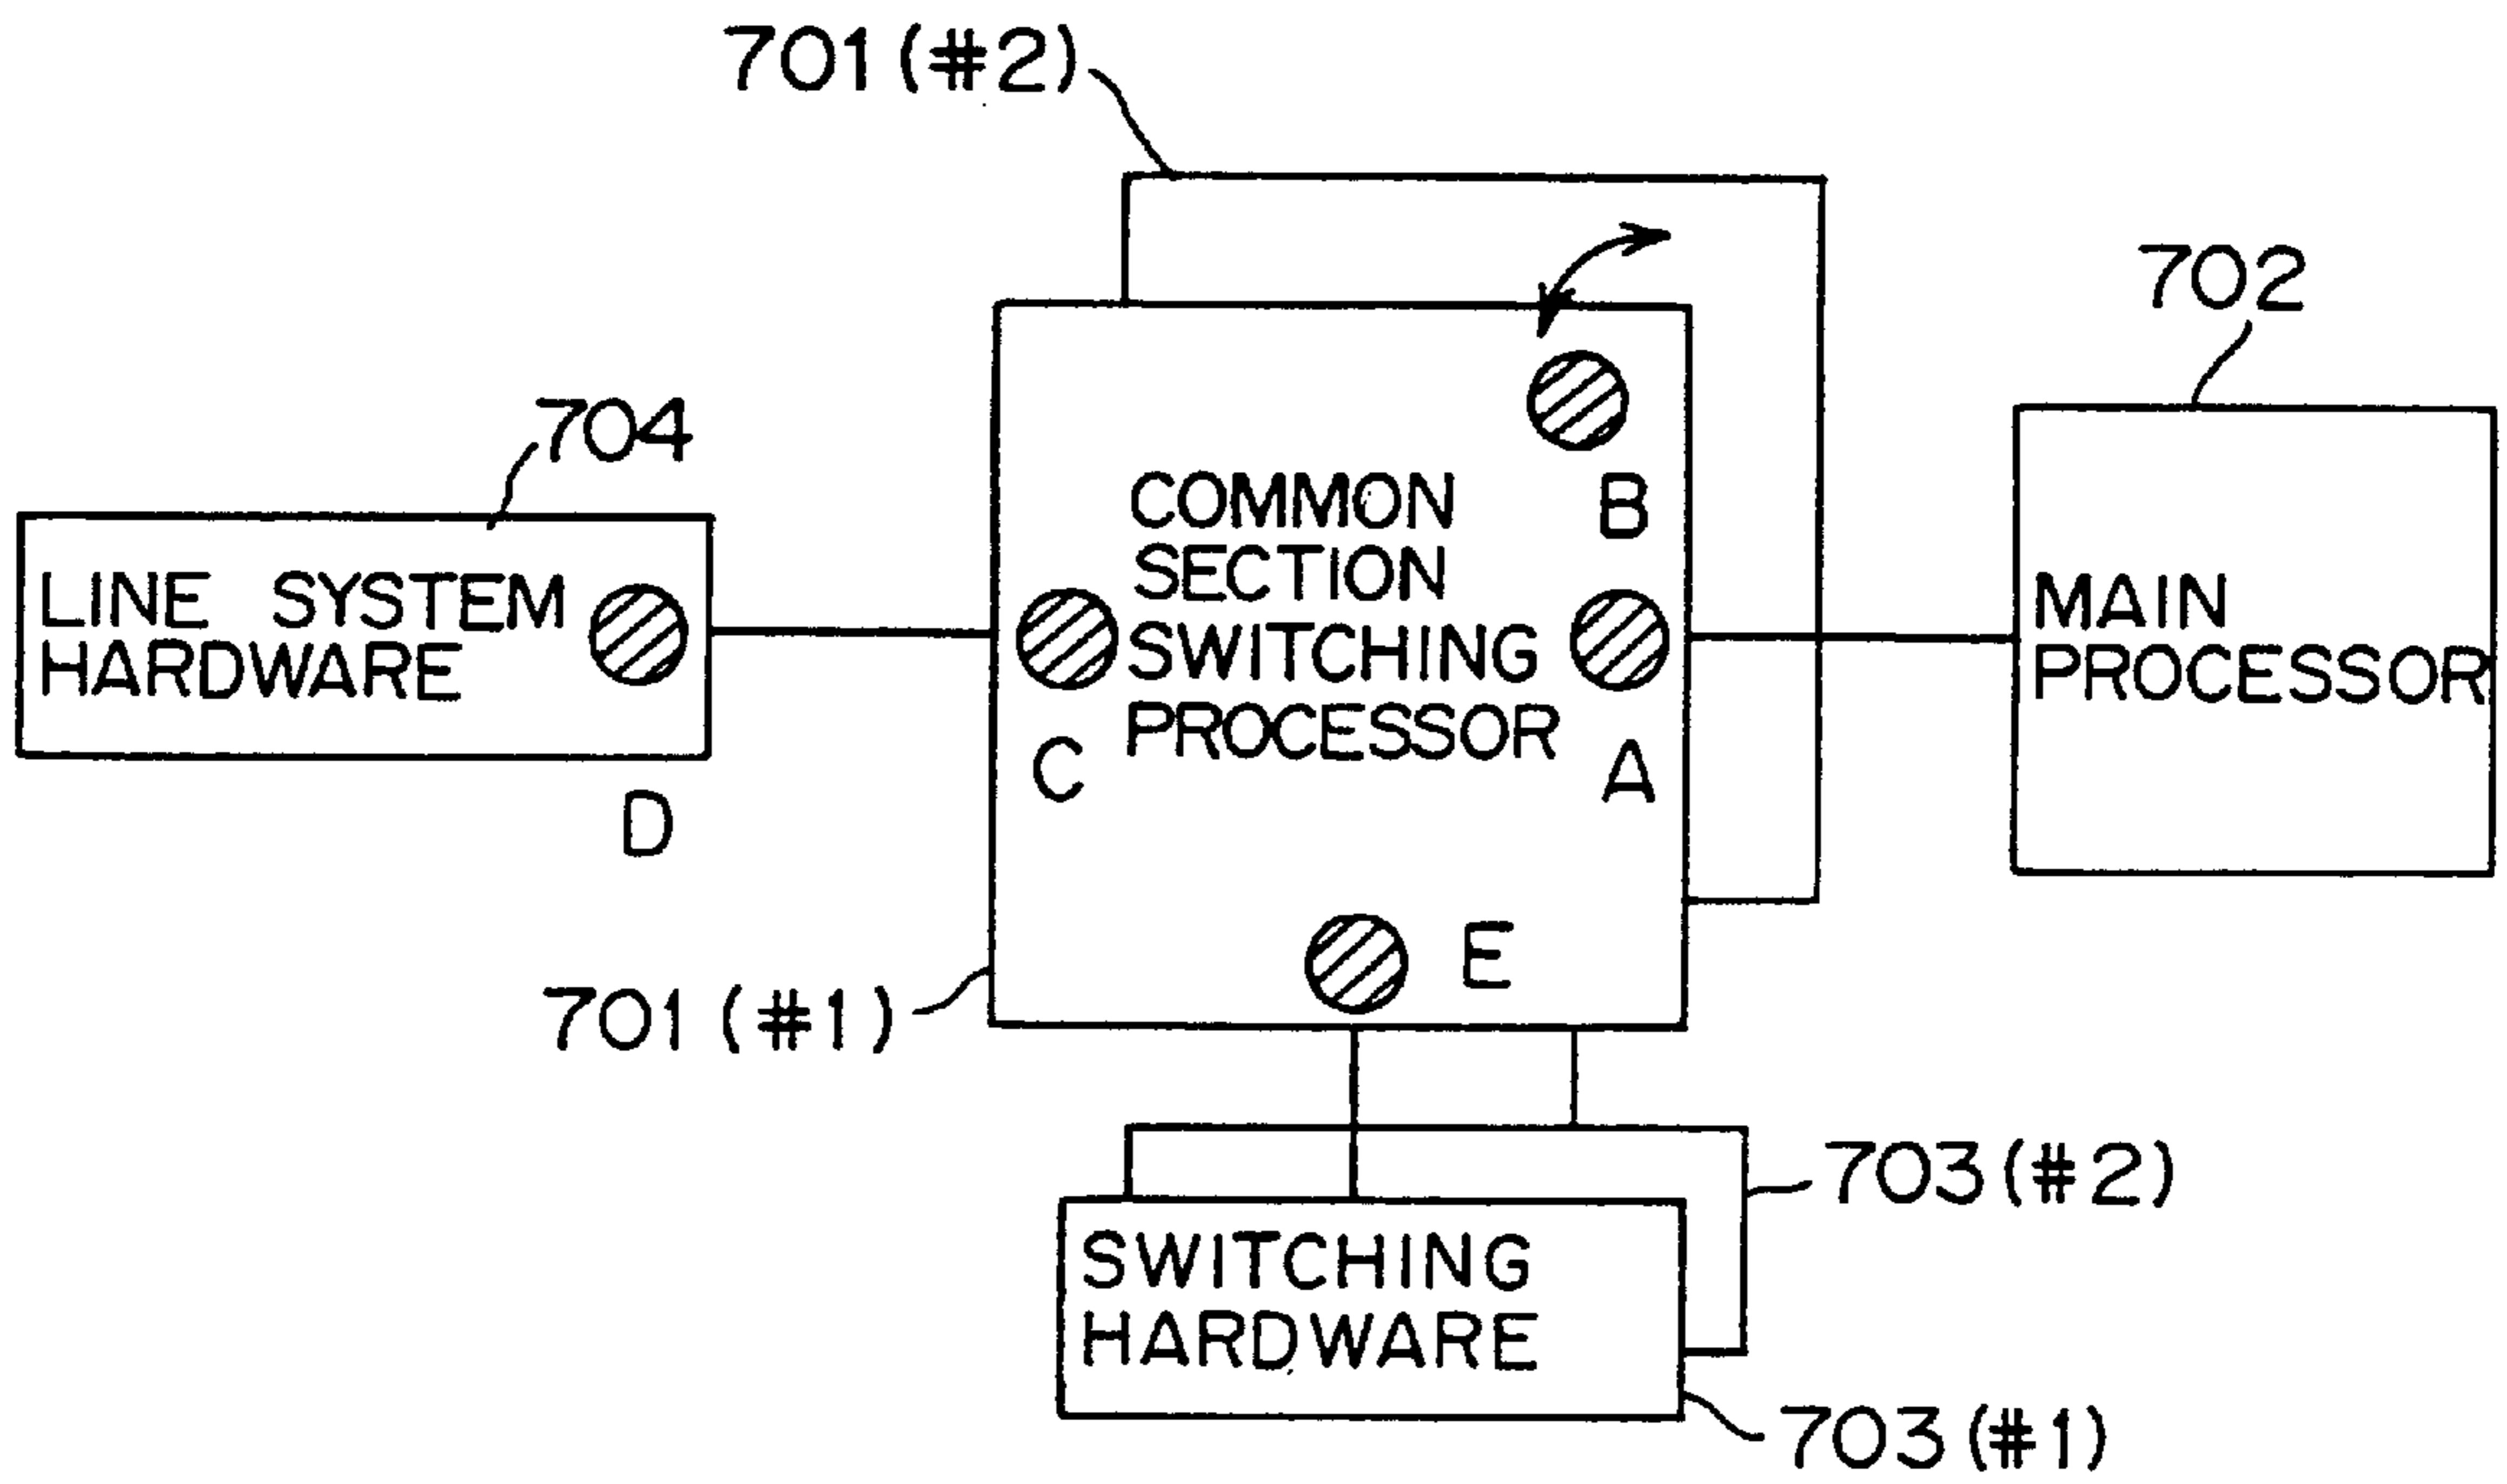 701 (#2)
702
704
COMMON
SECTION
SWITCHING
PROCESSOR
B
LINE SYSTEM
HARDWARE
MAIN
PROCESSOR
C
A
D
E
701 (#1)
703 (#2)
SWITCHING
HARDWARE
703 (#1)